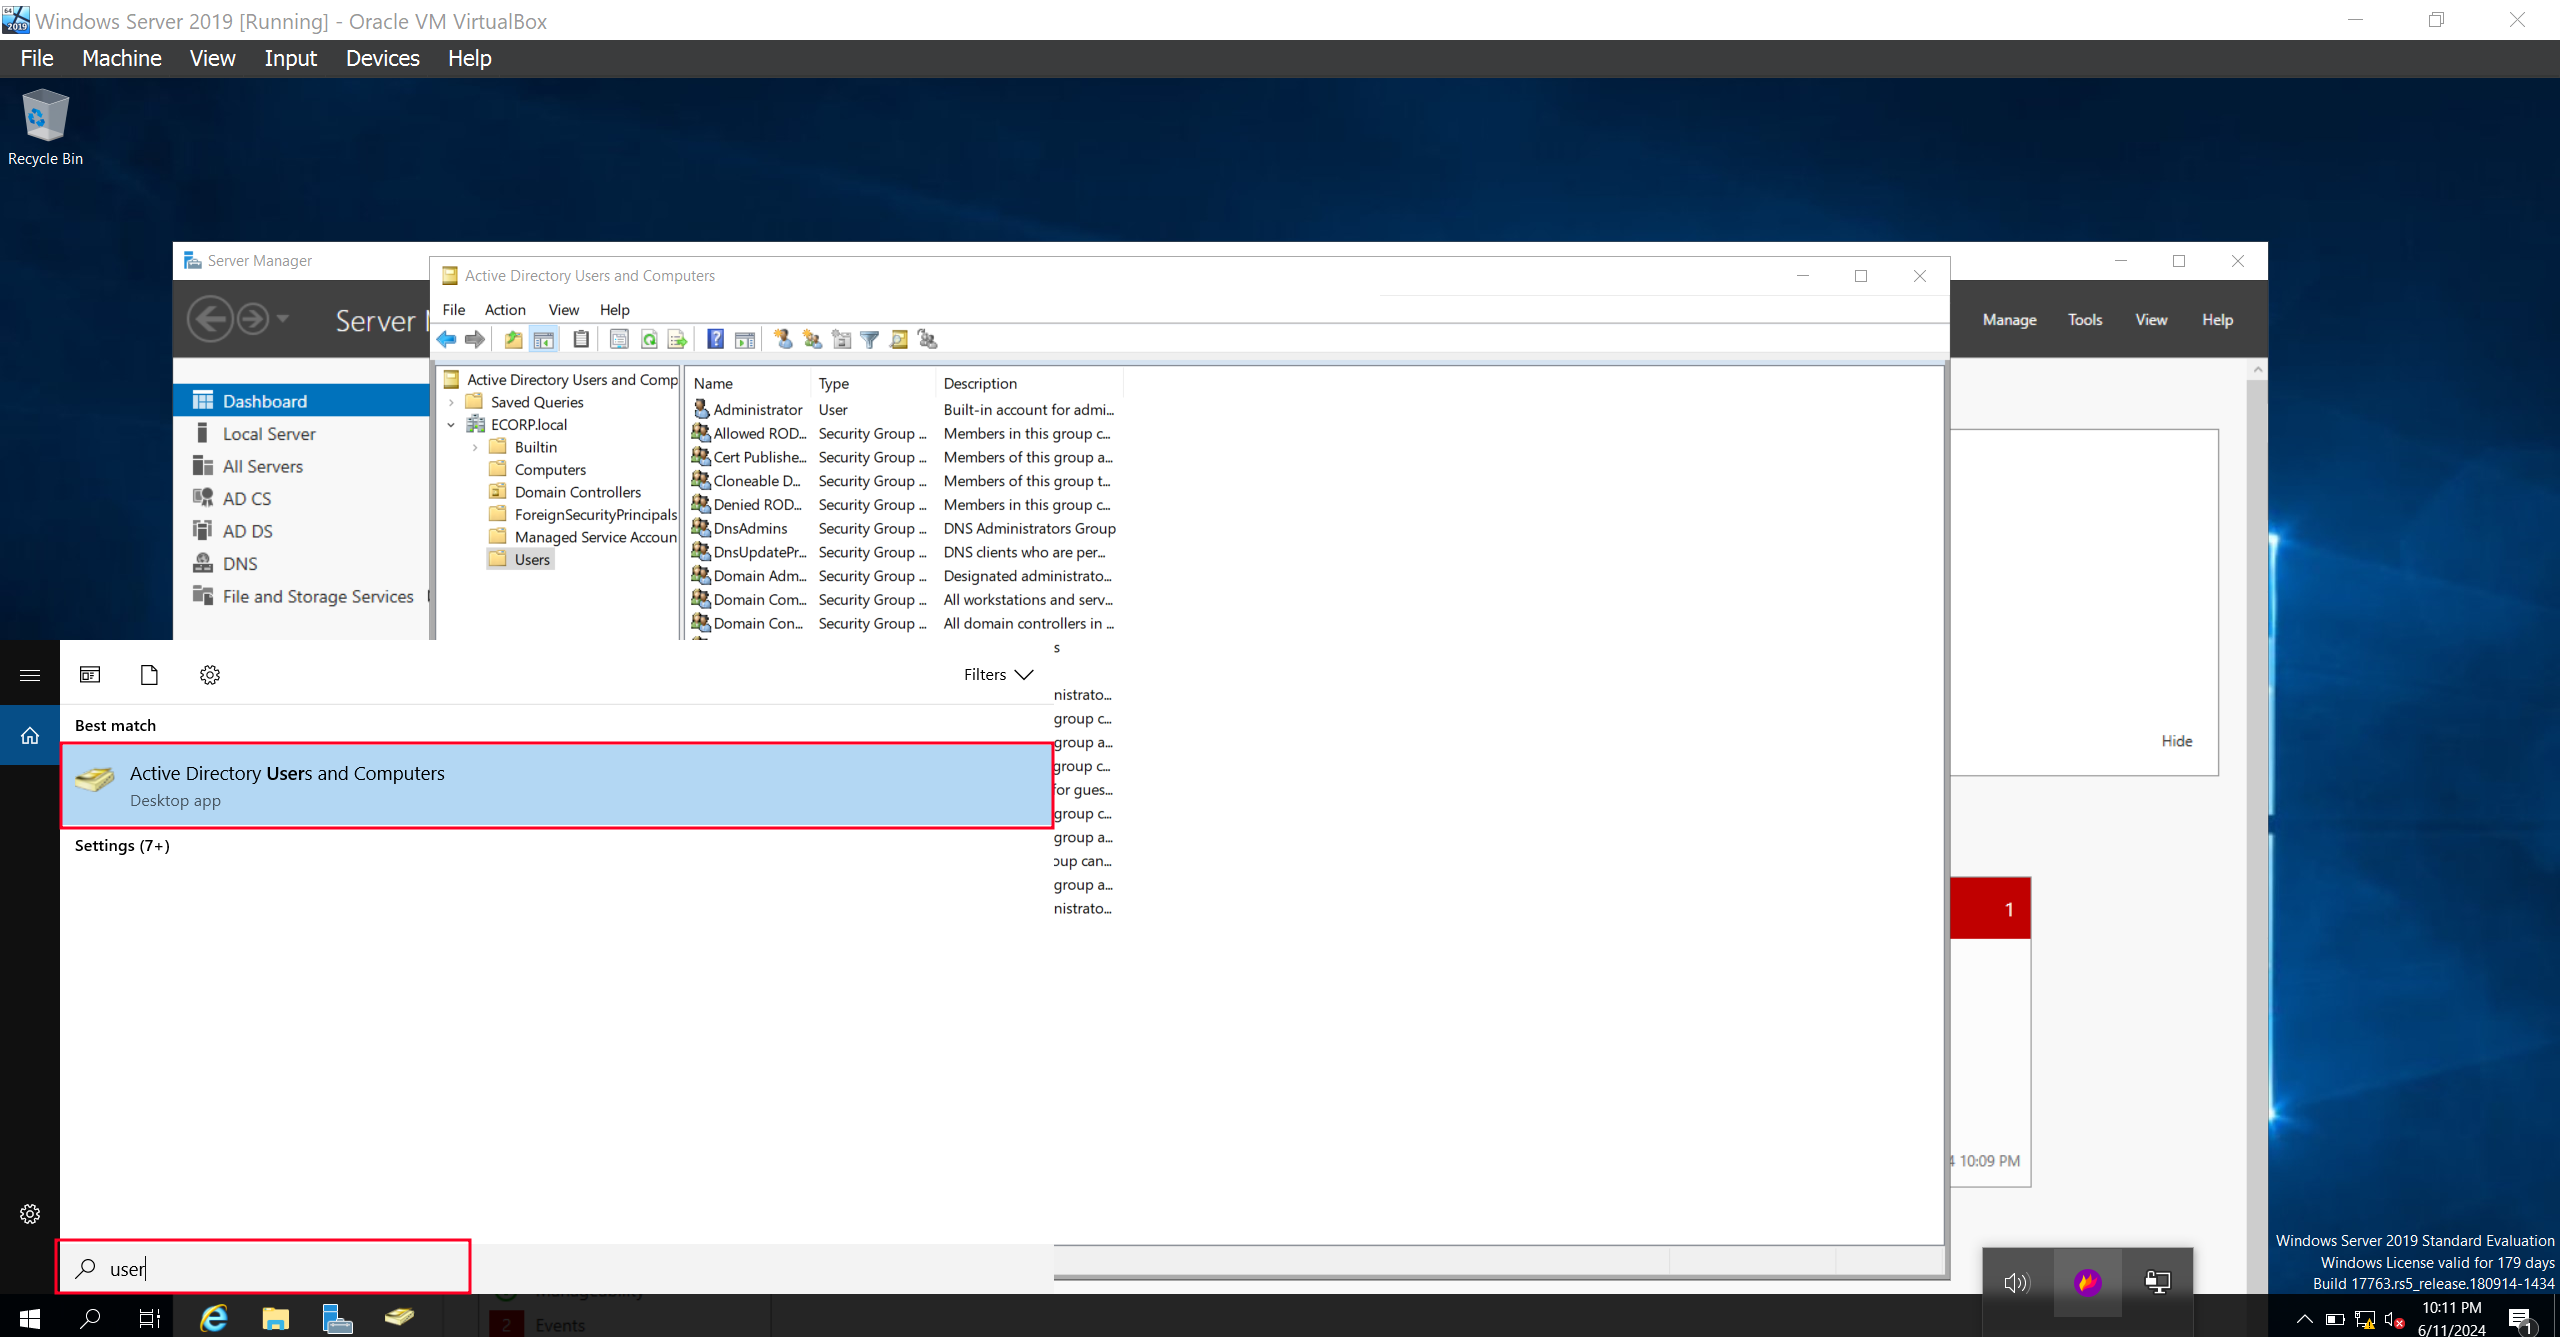 Windows Server 2019 [Running] - Oracle VM VirtualBox
File Machine View Input Devices Help
Recycle Bin
Server Manager
Server
Manage Tools View Help
Dashboard
Local Server
All Servers
AD CS
AD DS
DNS
File and Storage Services
Active Directory Users and Computers
File Action View Help
Active Directory Users and Comp
Saved Queries
ECORP.local
Builtin
Computers
Domain Controllers
ForeignSecurityPrincipals
Managed Service Accoun
Users
Name Type Description
Administrator User Built-in account for admi...
Allowed ROD... Security Group ... Members in this group c...
Cert Publishe... Security Group ... Members of this group a...
Cloneable D... Security Group ... Members of this group t...
Denied ROD... Security Group ... Members in this group c...
DnsAdmins Security Group ... DNS Administrators Group
DnsUpdatePr... Security Group ... DNS clients who are per...
Domain Adm... Security Group ... Designated administrato...
Domain Com... Security Group ... All workstations and serv...
Domain Con... Security Group ... All domain controllers in ...
s
nistrato...
group c...
group a...
group c...
for gues...
group c...
group a...
oup can...
group a...
nistrato...
Hide
1
4 10:09 PM
Filters
Best match
Active Directory Users and Computers
Desktop app
Settings (7+)
user
Manageability
2 Events
Windows Server 2019 Standard Evaluation
Windows License valid for 179 days
Build 17763.rs5_release.180914-1434
10:11 PM
6/11/2024
1